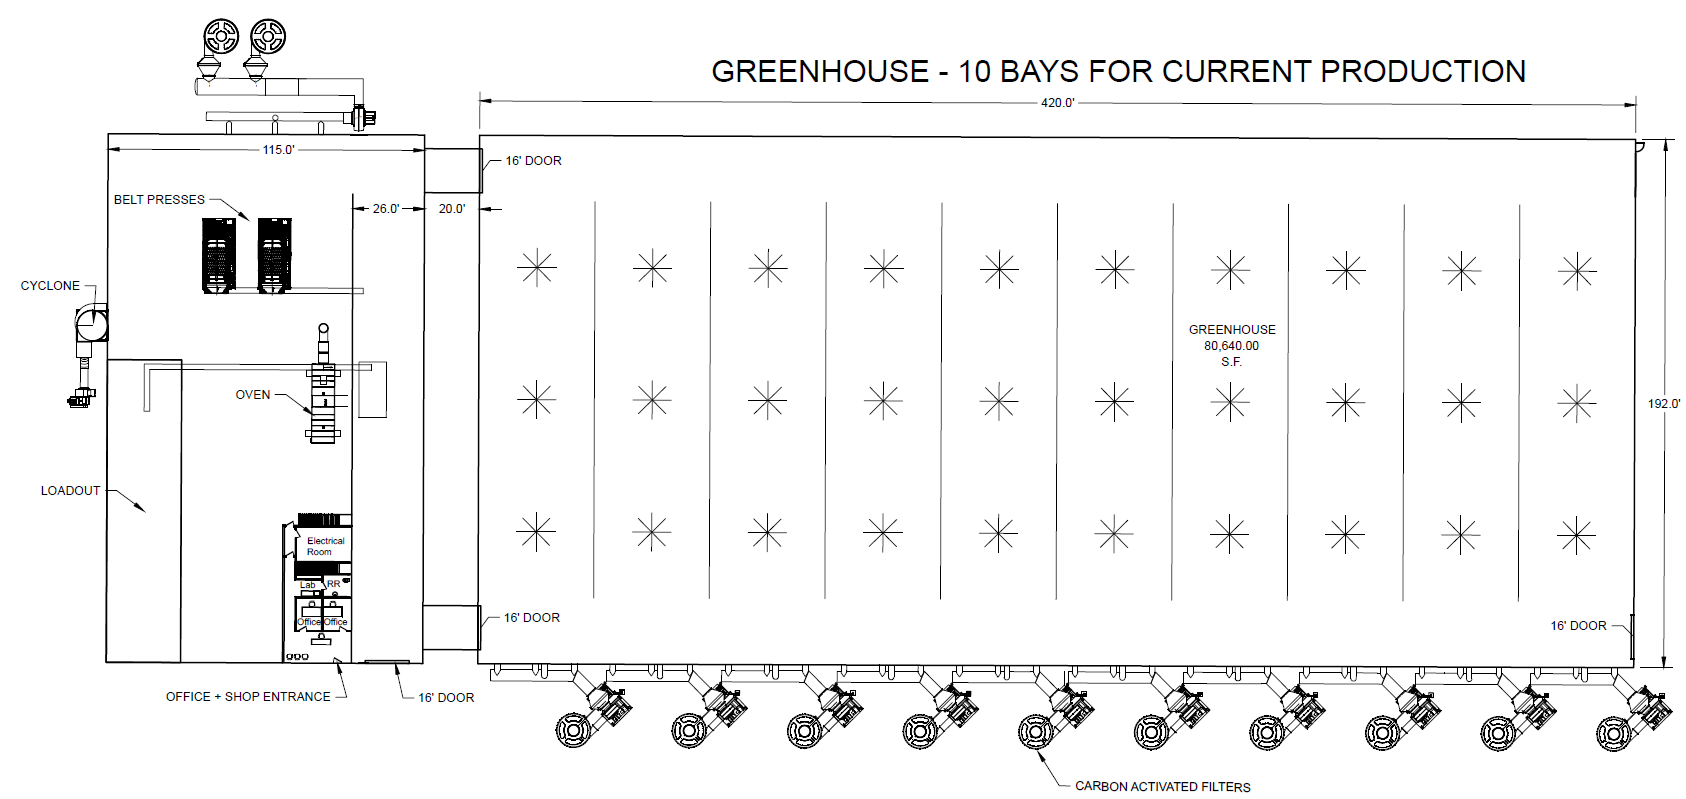 GREENHOUSE - 10 BAYS FOR CURRENT PRODUCTION
420.0'
115.0'
16' DOOR
BELT PRESSES
26.0'
20.0'
CYCLONE
GREENHOUSE
80,640.00
S.F.
OVEN
192.0'
LOADOUT
Electrical
Room
Lab
RR
Office
Office
16' DOOR
16' DOOR
OFFICE + SHOP ENTRANCE
16' DOOR
CARBON ACTIVATED FILTERS